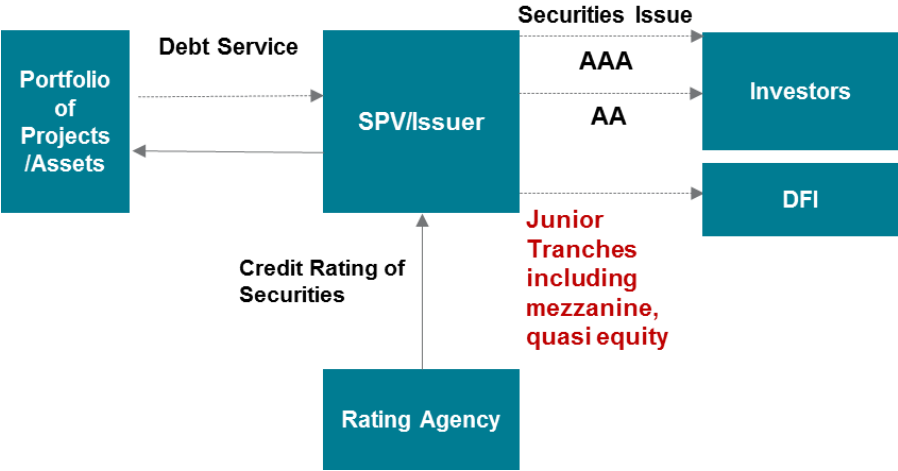 Securities Issue
Debt Service
AAA
Portfolio
of
Projects
/Assets
SPV/Issuer
Investors
AA
DFI
Junior
Tranches
including
mezzanine,
quasi equity
Credit Rating of
Securities
Rating Agency